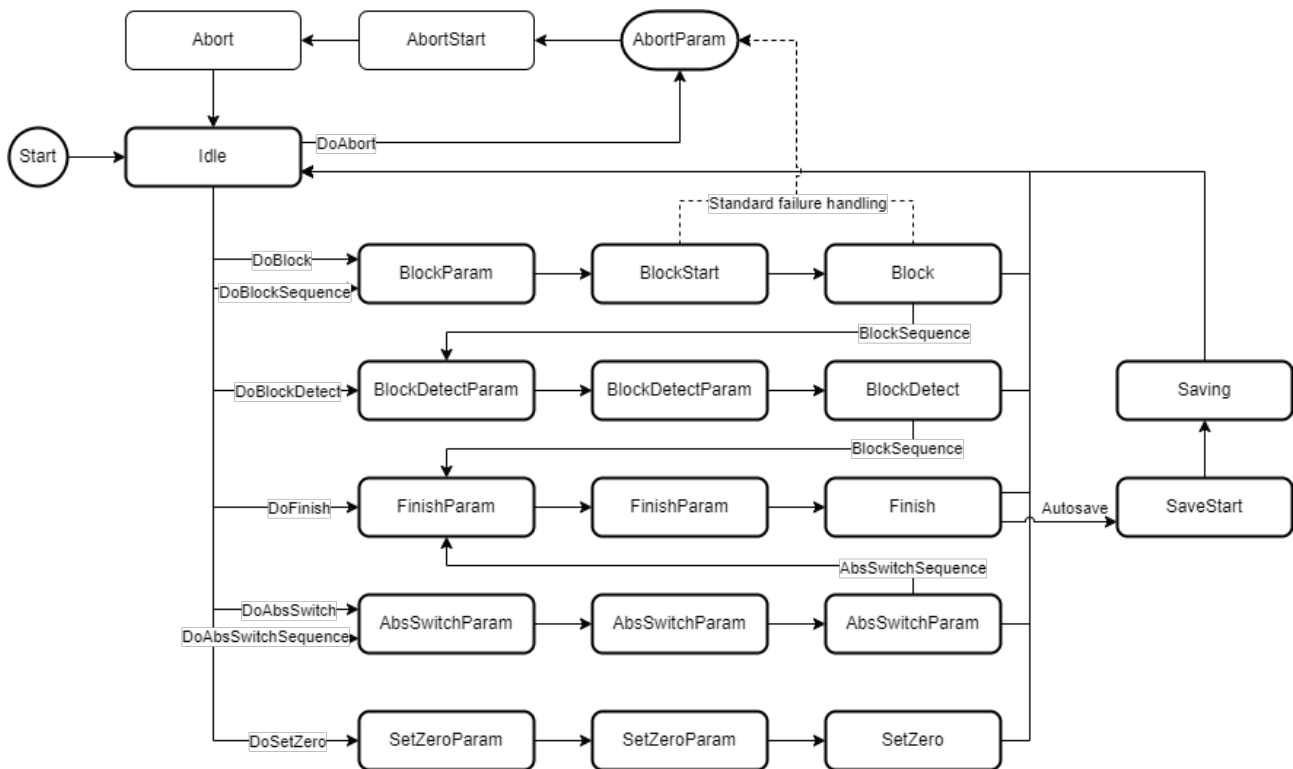 Abort
AbortStart
AbortParam
Start
Idle
DoAbort
Standard failure handling
DoBlock
DoBlockSequence
BlockParam
BlockStart
Block
BlockSequence
DoBlockDetect
BlockDetectParam
BlockDetectParam
BlockDetect
Saving
BlockSequence
DoFinish
FinishParam
FinishParam
Finish
Autosave
SaveStart
AbsSwitchSequence
DoAbsSwitch
DoAbsSwitchSequence
AbsSwitchParam
AbsSwitchParam
AbsSwitchParam
DoSetZero
SetZeroParam
SetZeroParam
SetZero